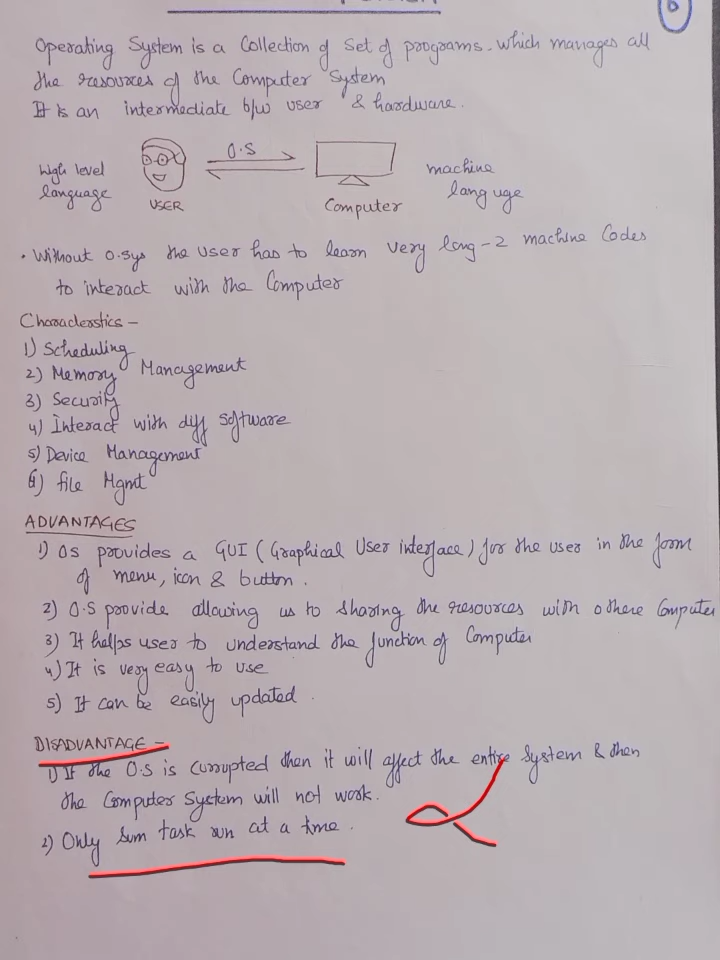 6
Operating System is a Collection of Set of programs. which manages all
the resources of the Computer System
It is an intermediate b/w user & hardware.
O.S
High level
language
USER
Computer
machine
languge
• Without O.sys the user has to learn very long-2 machine Codes
to interact with the Computer
Characterstics -
1) Scheduling
2) Memory Management
3) Security
4) Interact with diff software
5) Device Management
6) file Mgmt
ADVANTAGES
1) OS provides a GUI (Graphical User interface) for the user in the form
of menu, icon & button.
2) O.S provide allowing us to sharing the resources with othere Computer
3) It helps user to understand the function of Computer
4) It is very easy to use
5) It can be easily updated.
DISADVANTAGE -
1) If the O.S is currupted then it will affect the entire System & then
the Computer System will not work.
2) Only sum task run at a time.